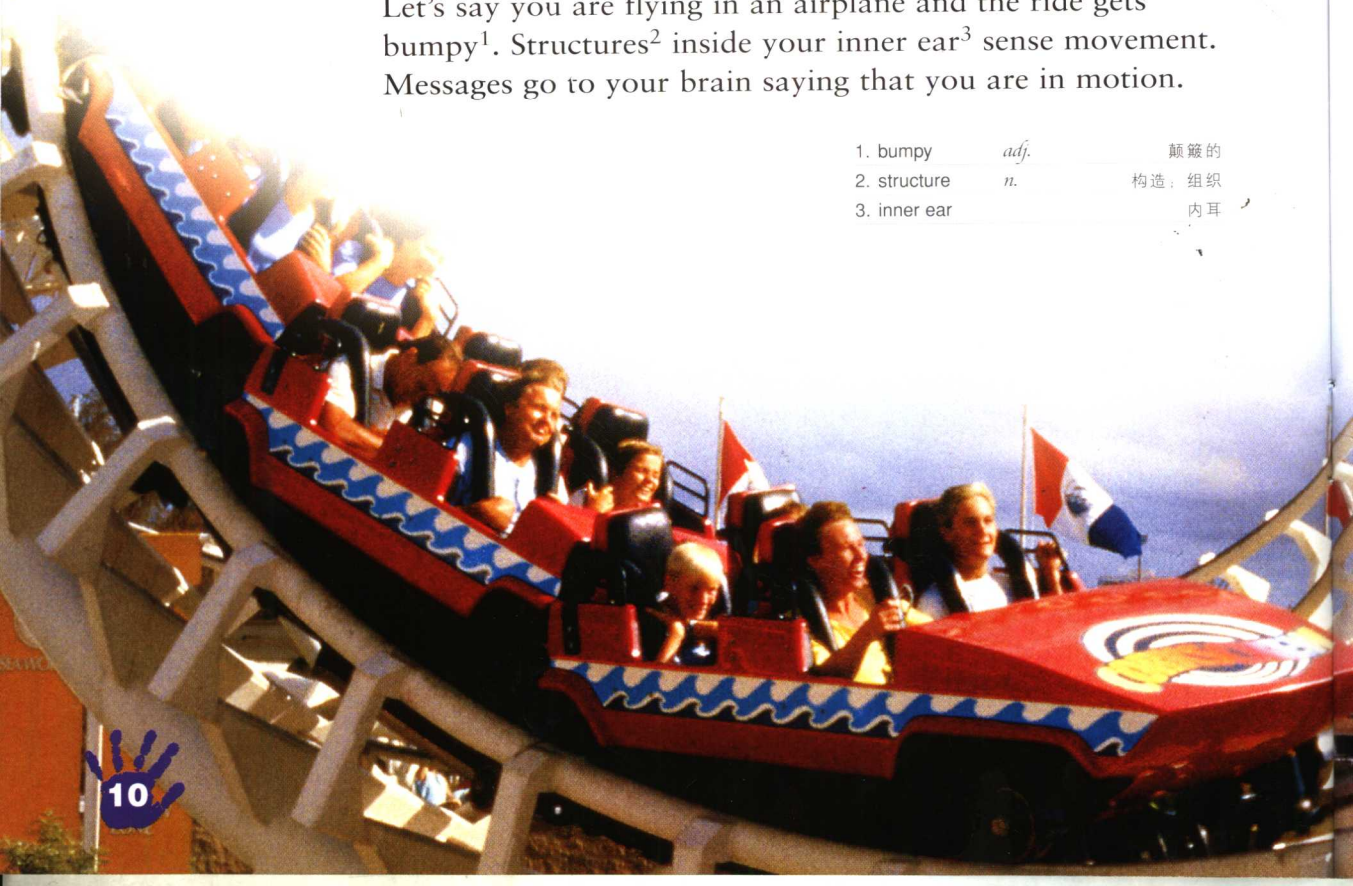 Let's say you are flying in an airplane and the ride gets
bumpy¹. Structures² inside your inner ear³ sense movement.
Messages go to your brain saying that you are in motion.
1. bumpy adj. 颠簸的
2. structure n. 构造；组织
3. inner ear 内耳
10